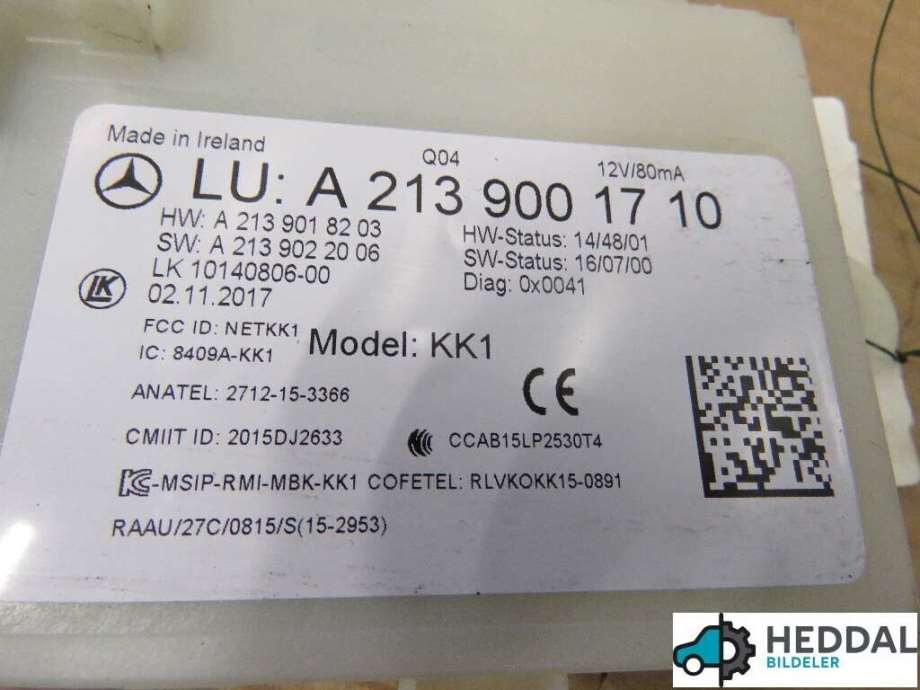 Made in Ireland
Q04
12V/80mA
LU: A 213 900 17 10
HW: A 213 901 82 03
HW-Status: 14/48/01
SW: A 213 902 20 06
SW-Status: 16/07/00
LK 10140806-00
Diag: 0x0041
LK
02.11.2017
FCC ID: NETKK1
Model: KK1
IC: 8409A-KK1
ANATEL: 2712-15-3366
CE
CMIIT ID: 2015DJ2633
CCAB15LP2530T4
KC-MSIP-RMI-MBK-KK1 COFETEL: RLVKOKK15-0891
RAAU/27C/0815/S(15-2953)
HEDDAL
BILDELER